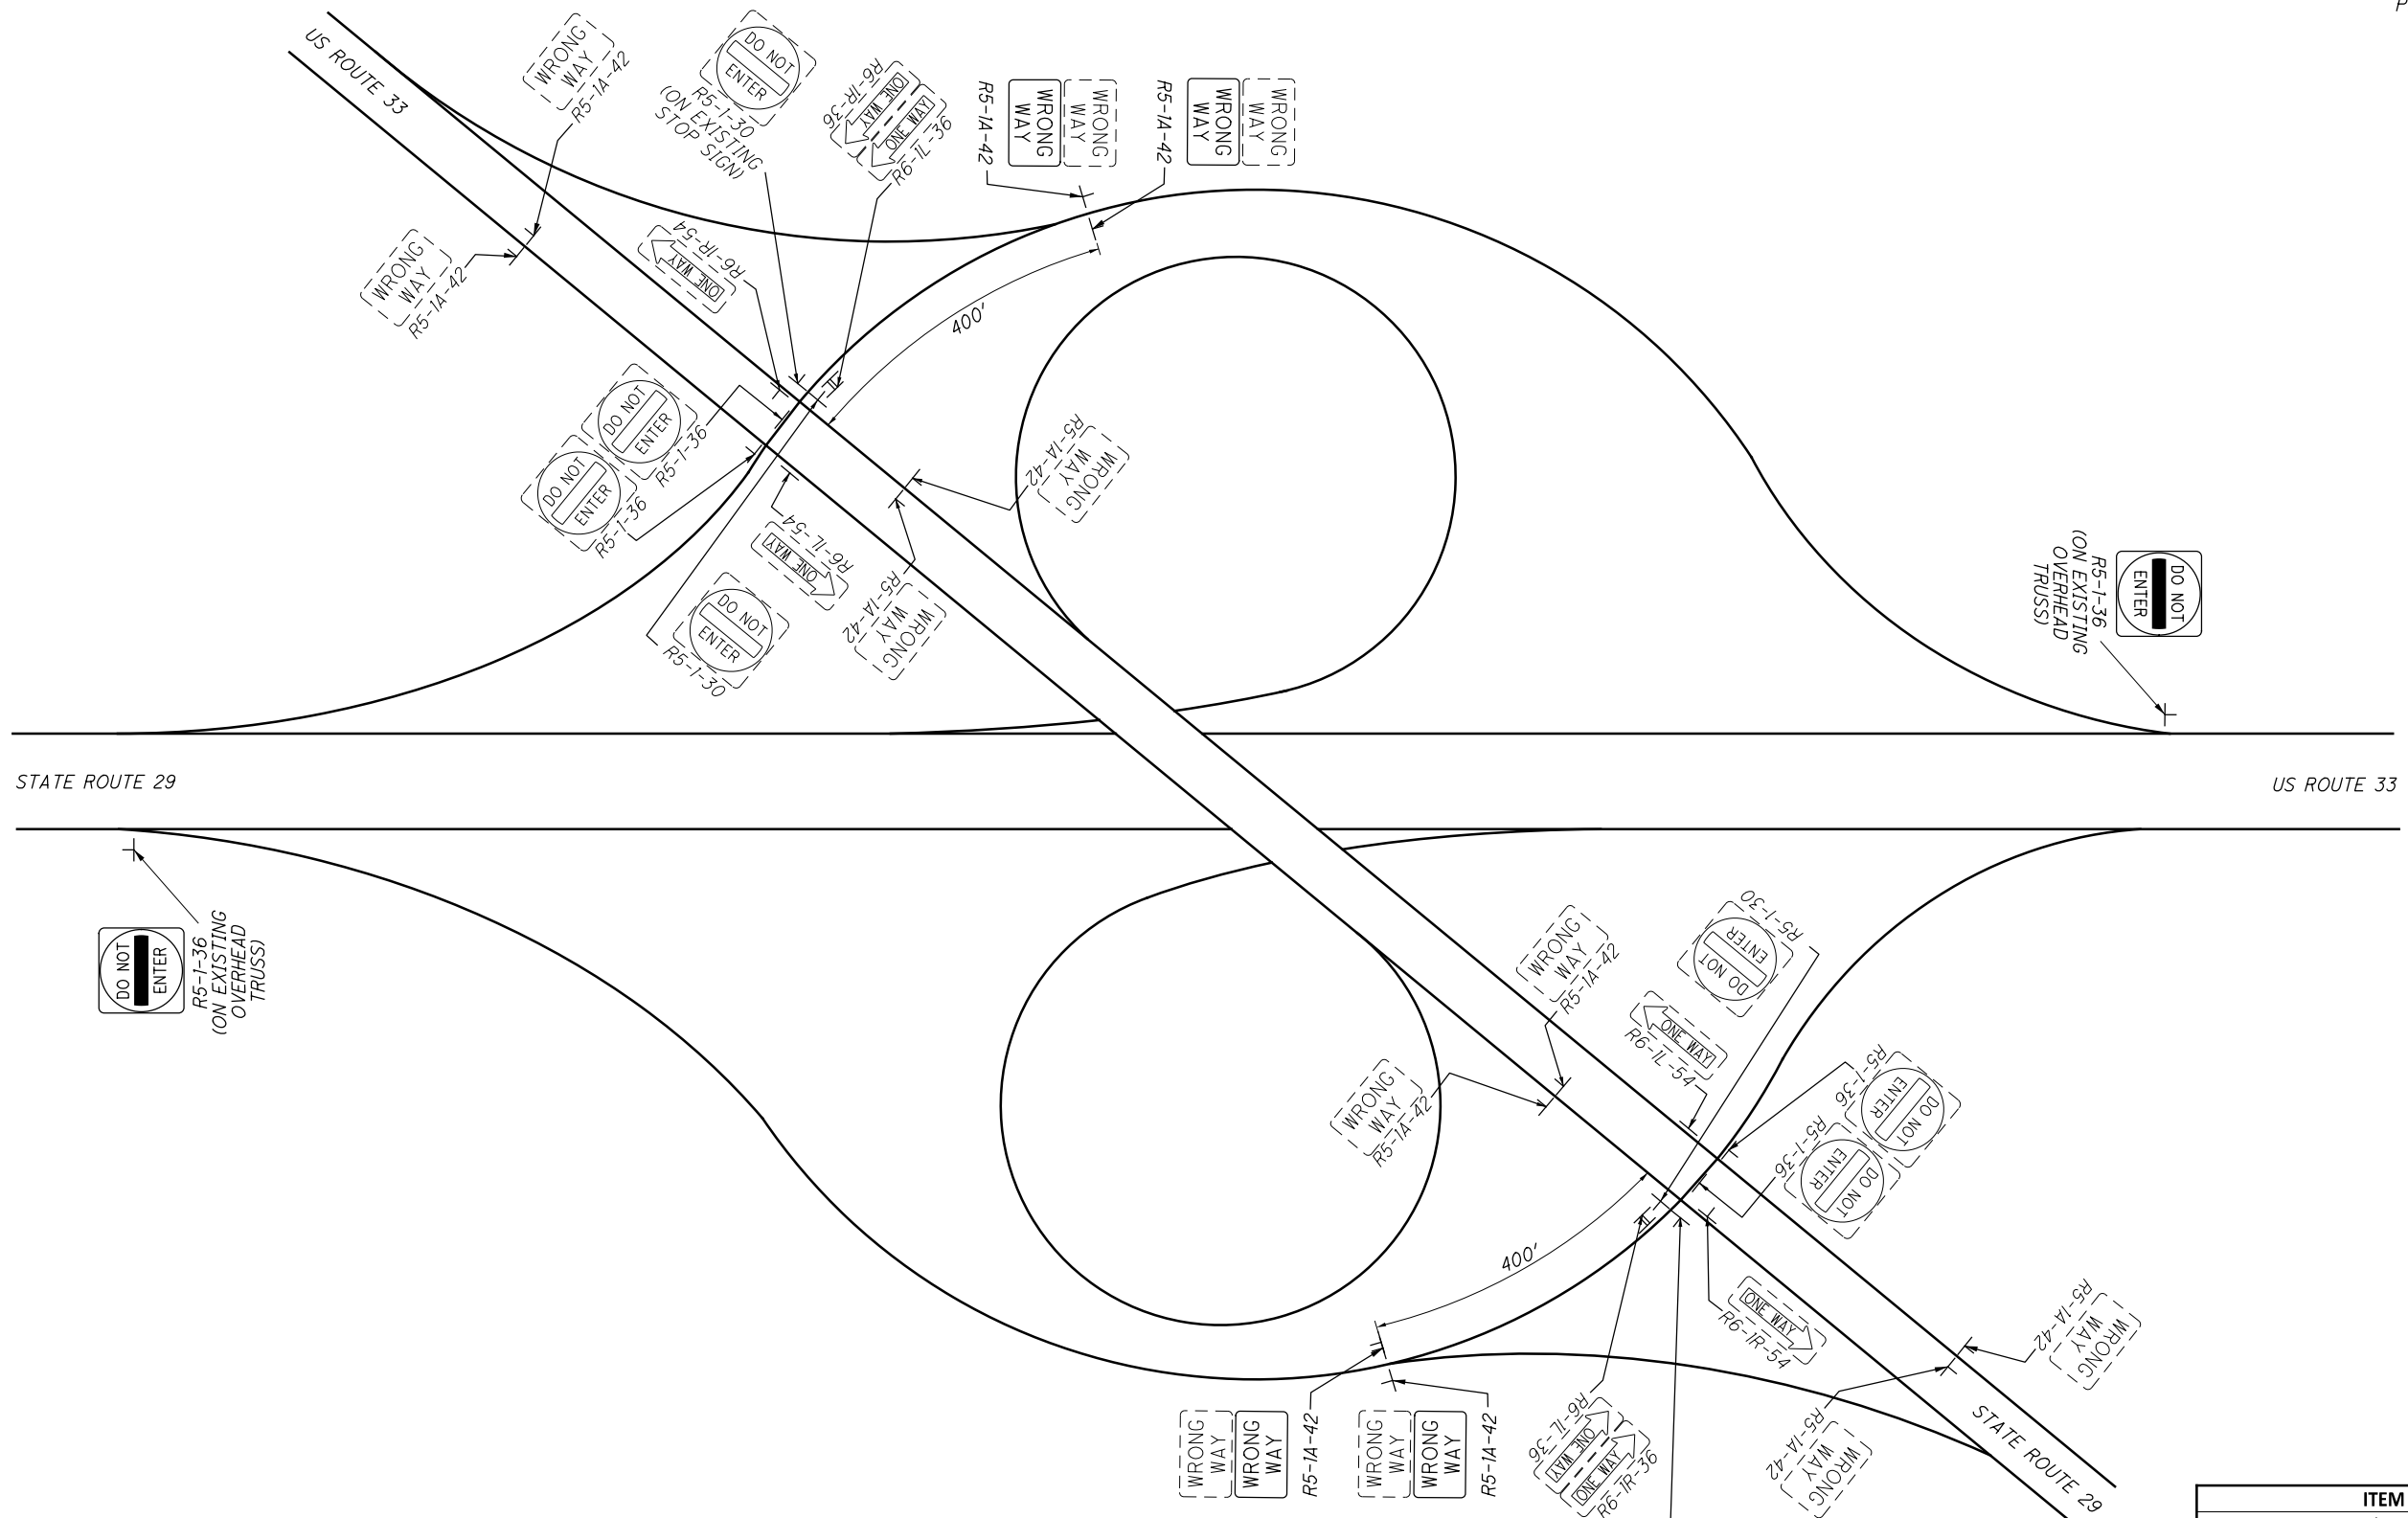 P
US ROUTE 33
WRONG
WAY
R5-1A-42
DO NOT
ENTER
R5-1-30
(ON EXISTING
STOP SIGN)
R6-1R-36
ONE WAY
ONE WAY
R6-1L-36
R5-1A-42
WRONG
WAY
WRONG
WAY
R5-1A-42
WRONG
WAY
WRONG
WAY
WRONG
WAY
R5-1A-42
R6-1R-54
ONE WAY
400'
DO NOT
ENTER
R5-1-36
DO NOT
ENTER
R5-1-36
R5-1A-42
WRONG
WAY
R6-1L-54
ONE WAY
R5-1A-42
WRONG
WAY
DO NOT
ENTER
R5-1-30
DO NOT
ENTER
R5-1-36
(ON EXISTING
OVERHEAD
TRUSS)
STATE ROUTE 29
US ROUTE 33
DO NOT
ENTER
R5-1-36
(ON EXISTING
OVERHEAD
TRUSS)
WRONG
WAY
R5-1A-42
R5-1-30
DO NOT
ENTER
ONE WAY
R6-1L-54
WRONG
WAY
R5-1A-42
R5-1-36
DO NOT
ENTER
R5-1-36
DO NOT
ENTER
400'
ONE WAY
R6-1R-54
R5-1A-42
WRONG
WAY
WRONG
WAY
WRONG
WAY
R5-1A-42
WRONG
WAY
WRONG
WAY
R5-1A-42
R6-1L-36
ONE WAY
ONE WAY
R6-1R-36
R5-1A-42
WRONG
WAY
STATE ROUTE 29
ITEM